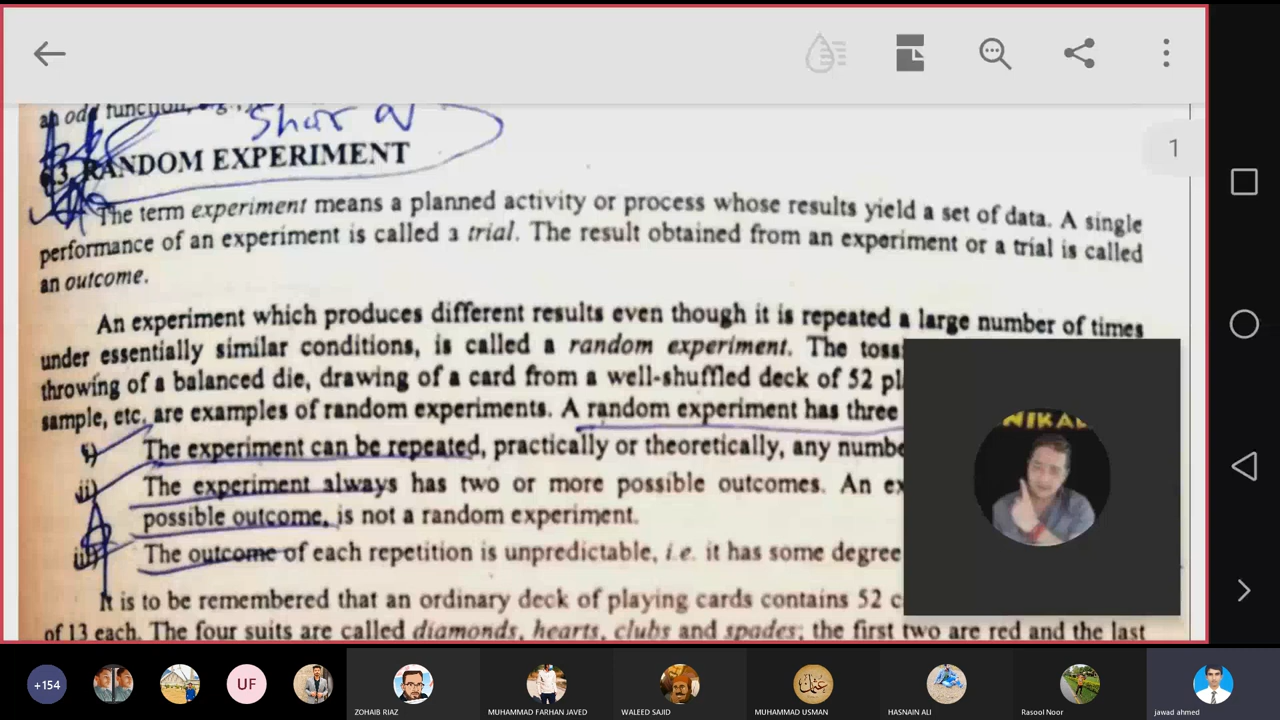 an odd function,
Short
1
6.3 RANDOM EXPERIMENT
The term experiment means a planned activity or process whose results yield a set of data. A single
performance of an experiment is called a trial. The result obtained from an experiment or a trial is called
an outcome.
An experiment which produces different results even though it is repeated a large number of times
under essentially similar conditions, is called a random experiment. The toss
throwing of a balanced die, drawing of a card from a well-shuffled deck of 52 pl
sample, etc. are examples of random experiments. A random experiment has three
i) The experiment can be repeated, practically or theoretically, any numbe
ii) The experiment always has two or more possible outcomes. An ex
possible outcome, is not a random experiment.
iii) The outcome of each repetition is unpredictable, i.e. it has some degree
It is to be remembered that an ordinary deck of playing cards contains 52 c
of 13 each. The four suits are called diamonds, hearts, clubs and spades; the first two are red and the last
NIKAL
+154
UF
ZOHAIB RIAZ
MUHAMMAD FARHAN JAVED
WALEED SAJID
MUHAMMAD USMAN
HASNAIN ALI
Rasool Noor
jawad ahmed